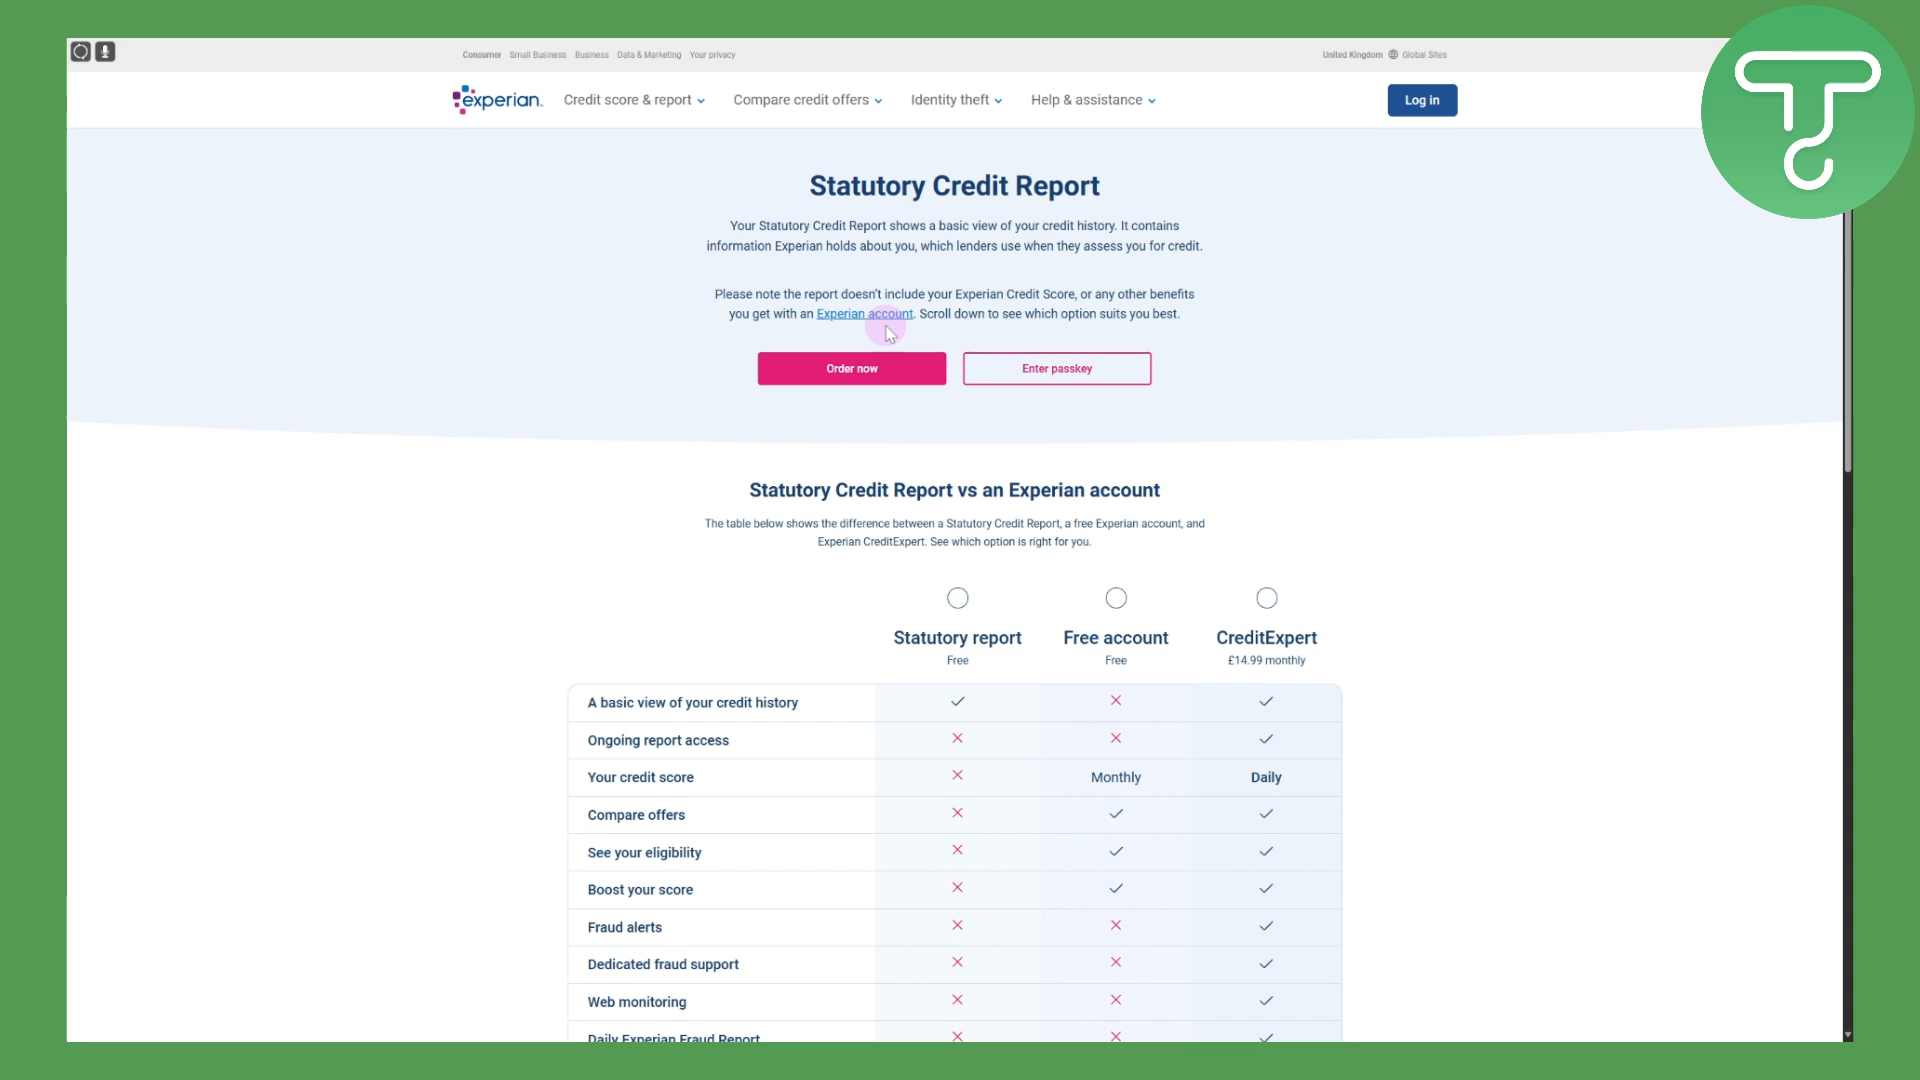 Consumer Small Business Business Data & Marketing Your privacy
United Kingdom Global Sites
experian.
Credit score & report
Compare credit offers
Identity theft
Help & assistance
Log in
Statutory Credit Report
Your Statutory Credit Report shows a basic view of your credit history. It contains
information Experian holds about you, which lenders use when they assess you for credit.
Please note the report doesn't include your Experian Credit Score, or any other benefits
you get with an Experian account. Scroll down to see which option suits you best.
Order now
Enter passkey
Statutory Credit Report vs an Experian account
The table below shows the difference between a Statutory Credit Report, a free Experian account, and
Experian CreditExpert. See which option is right for you.
Statutory report Free account CreditExpert
Free Free £14.99 monthly
A basic view of your credit history
Ongoing report access
Your credit score Monthly Daily
Compare offers
See your eligibility
Boost your score
Fraud alerts
Dedicated fraud support
Web monitoring
Daily Experian Fraud Report